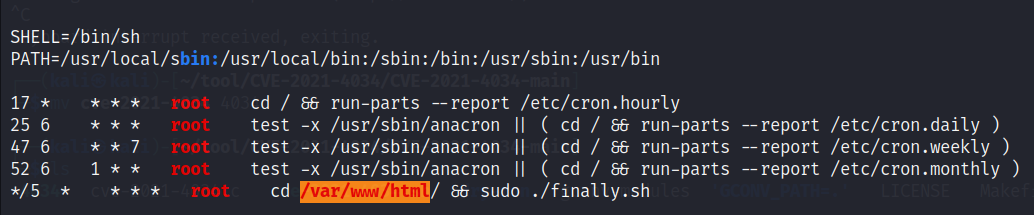 ^C
SHELL=/bin/sh
PATH=/usr/local/sbin:/usr/local/bin:/sbin:/bin:/usr/sbin:/usr/bin
17 * * * * root cd / && run-parts --report /etc/cron.hourly
25 6 * * * root test -x /usr/sbin/anacron || ( cd / && run-parts --report /etc/cron.daily )
47 6 * * 7 root test -x /usr/sbin/anacron || ( cd / && run-parts --report /etc/cron.weekly )
52 6 1 * * root test -x /usr/sbin/anacron || ( cd / && run-parts --report /etc/cron.monthly )
*/5 * * * * root cd /var/www/html/ && sudo ./finally.sh